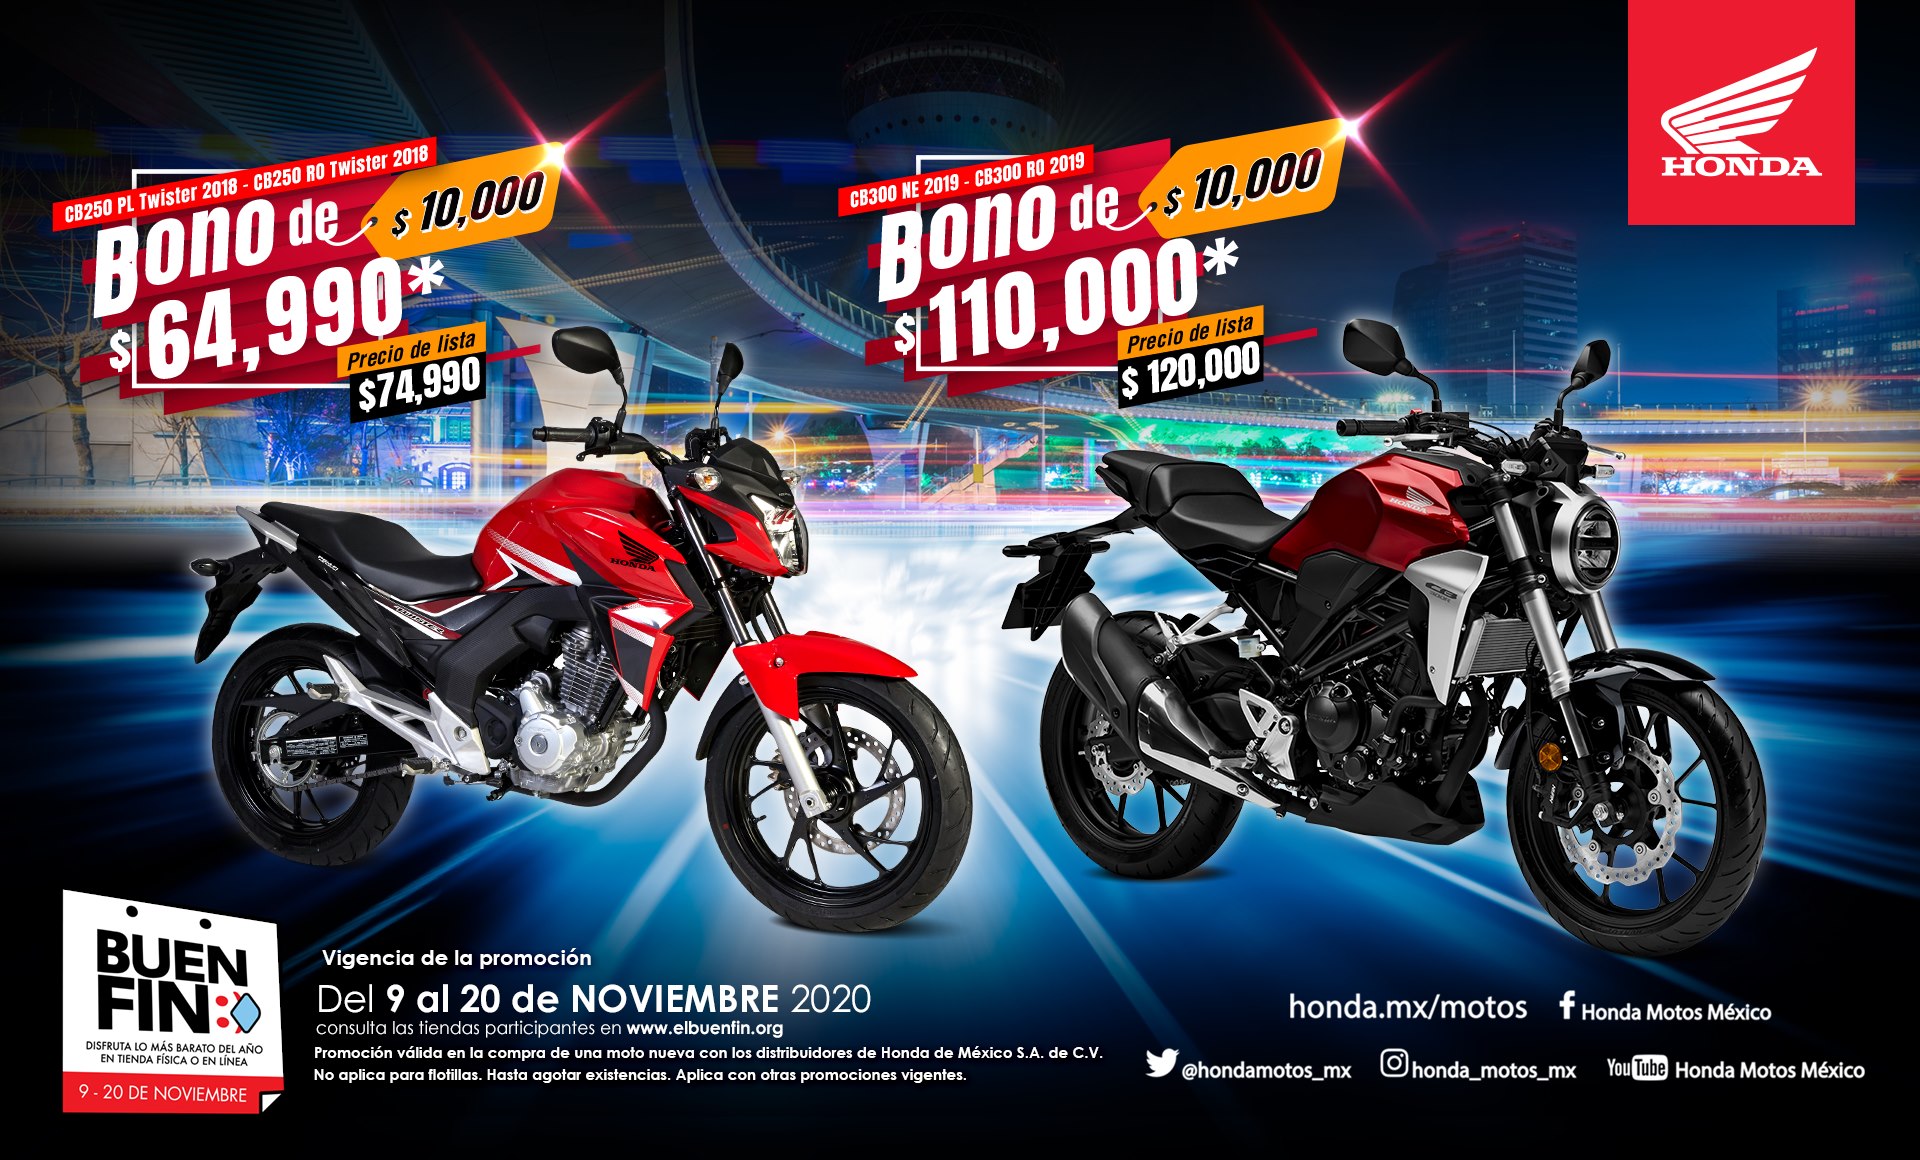 HONDA
CB250 PL Twister 2018 - CB250 RO Twister 2018
Bono de
$ 10,000
$ 64,990*
Precio de lista
$74,990
CB300 NE 2019 - CB300 RO 2019
Bono de
$ 10,000
$ 110,000*
Precio de lista
$ 120,000
HONDA
HONDA
BUEN
FIN
DISFRUTA LO MÁS BARATO DEL AÑO
EN TIENDA FÍSICA O EN LÍNEA
9 - 20 DE NOVIEMBRE
Vigencia de la promoción
Del 9 al 20 de NOVIEMBRE 2020
consulta las tiendas participantes en www.elbuenfin.org
Promoción válida en la compra de una moto nueva con los distribuidores de Honda de México S.A. de C.V.
No aplica para flotillas. Hasta agotar existencias. Aplica con otras promociones vigentes.
honda.mx/motos
f Honda Motos México
@hondamotos_mx
honda_motos_mx
YouTube Honda Motos México